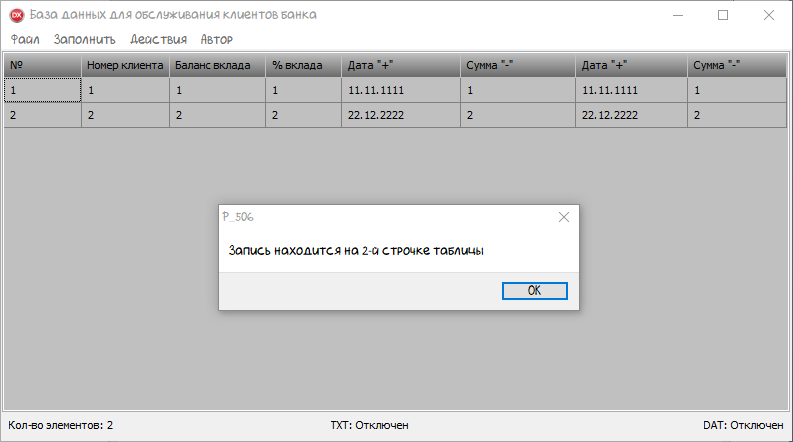 DX База данных для обслуживания клиентов банка
Файл Заполнить Действия Автор
№ Номер клиента Баланс вклада % вклада Дата "+" Сумма "-" Дата "+" Сумма "-"
1 1 1 1 11.11.1111 1 11.11.1111 1
2 2 2 2 22.12.2222 2 22.12.2222 2
P_506
Запись находится на 2-й строчке таблицы
OK
Кол-во элементов: 2 TXT: Отключен DAT: Отключен